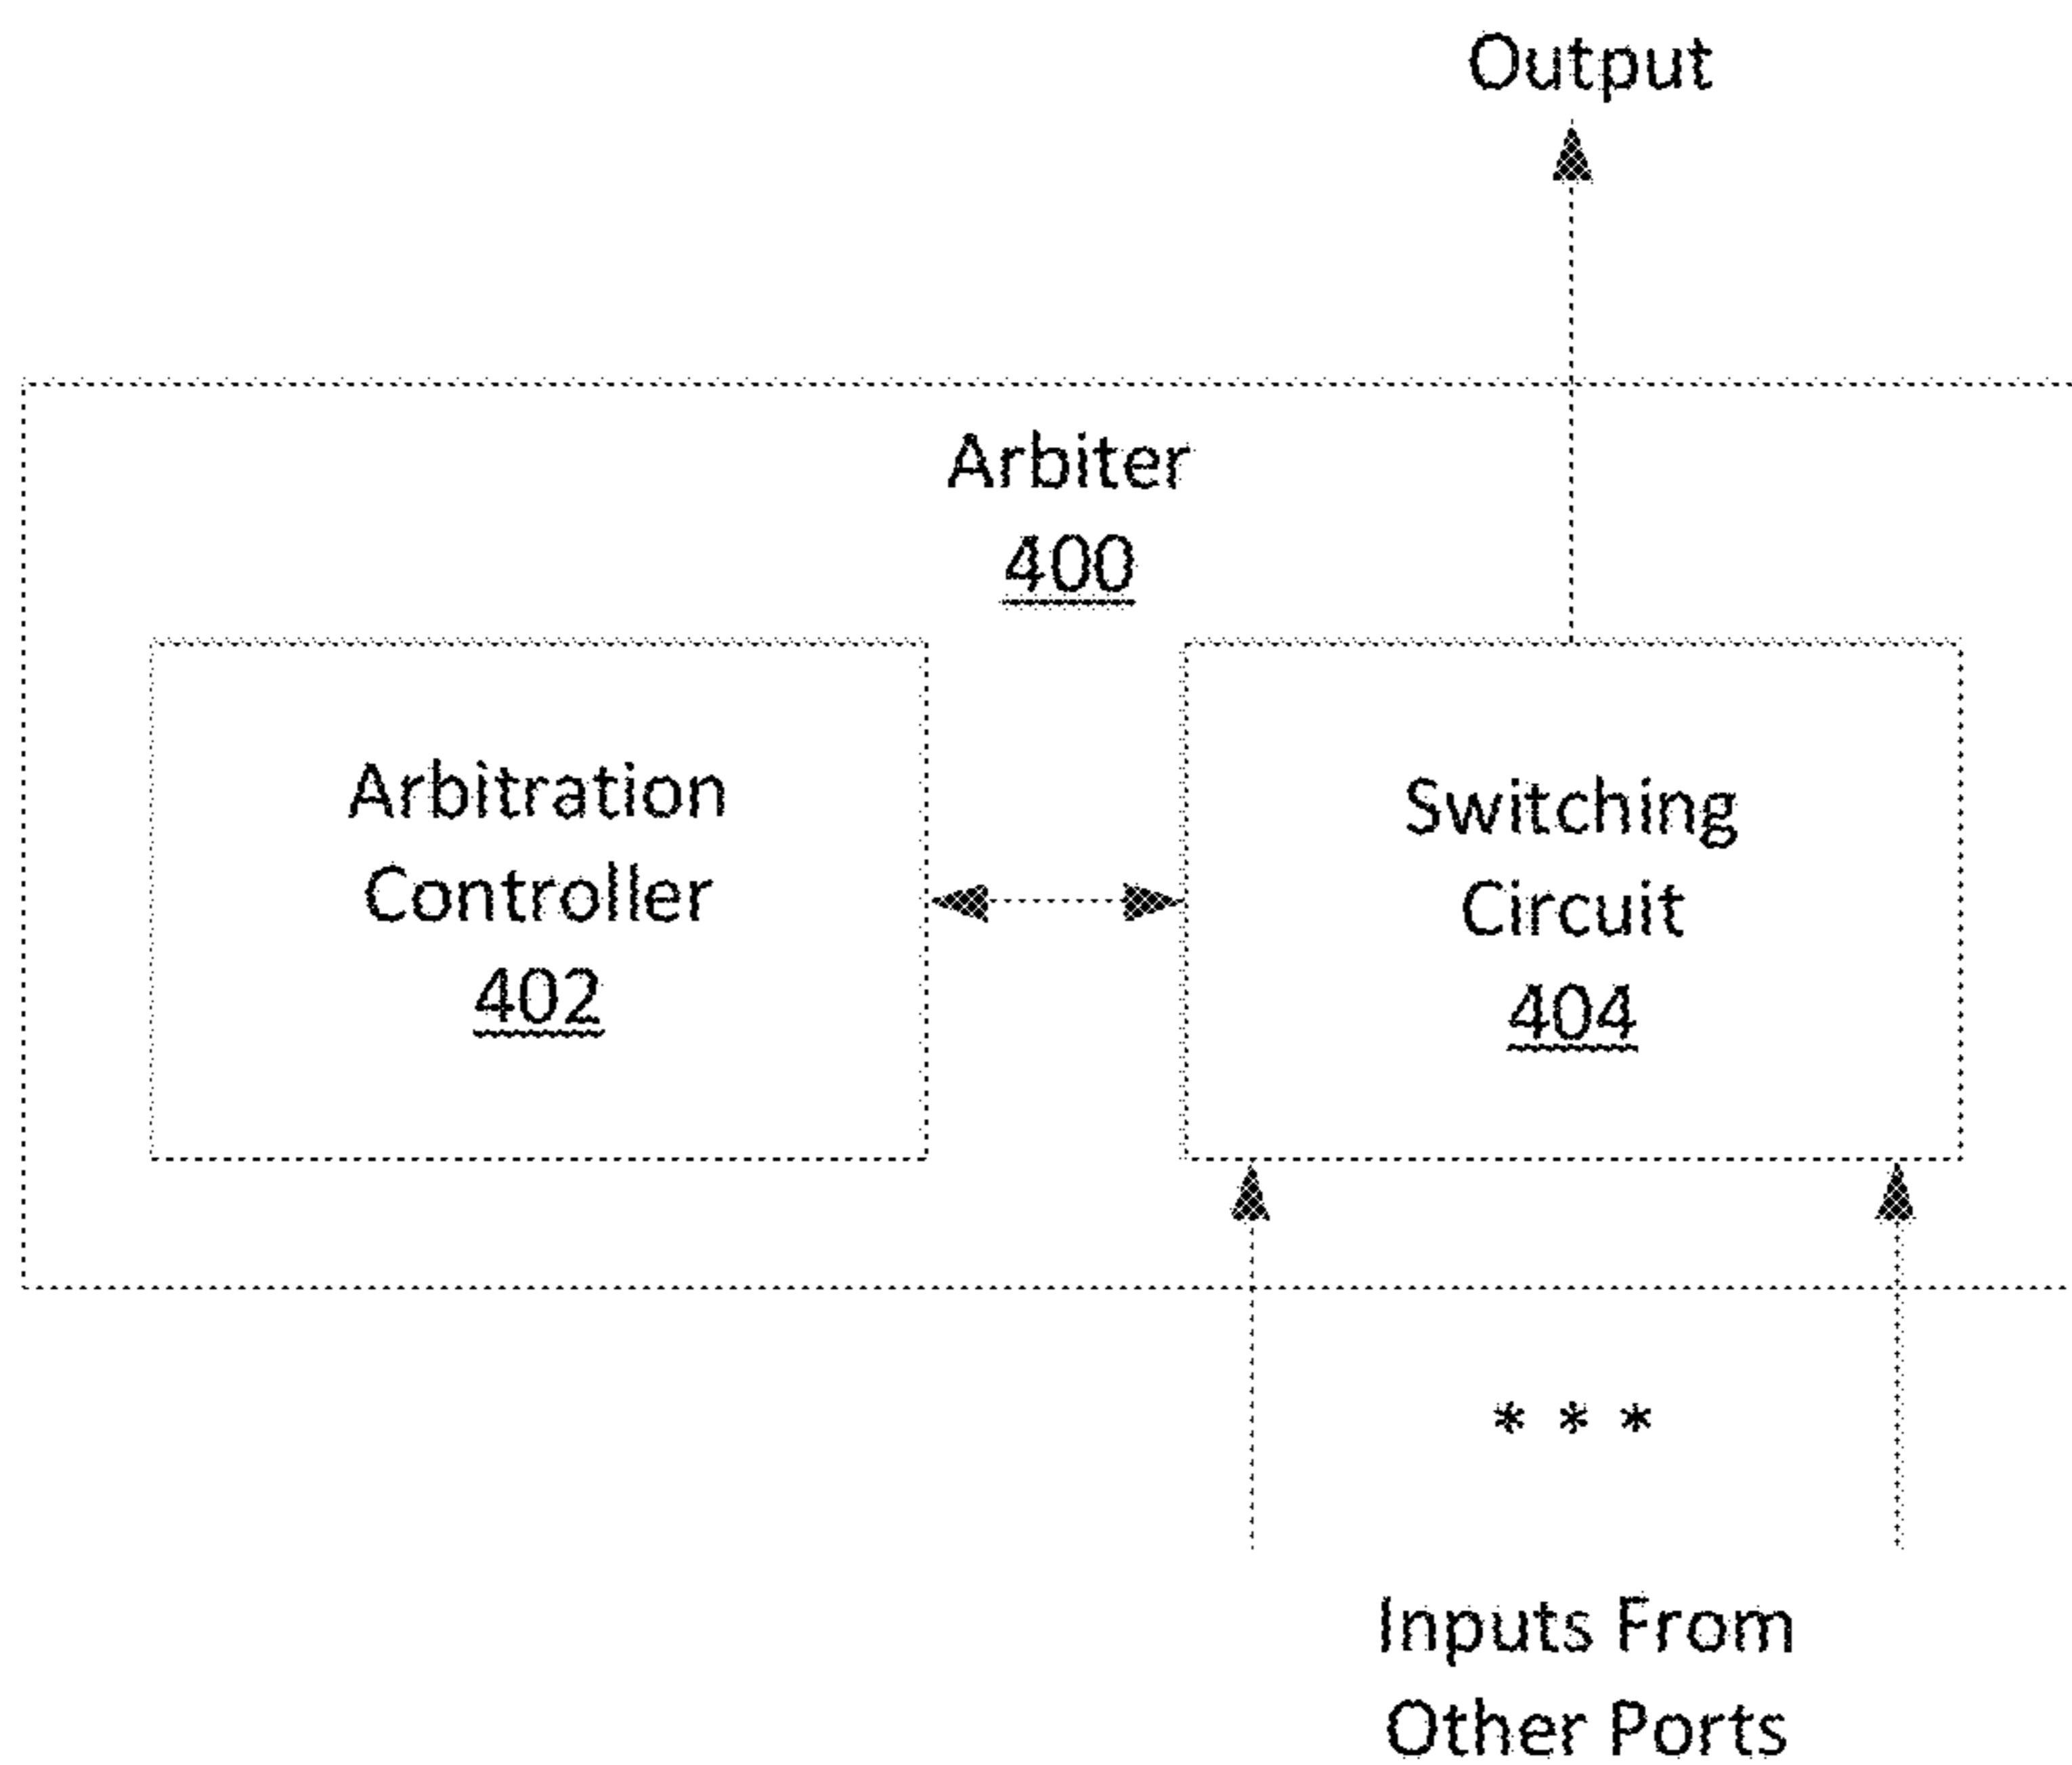 Output
Arbiter
400
Arbitration
Controller
402
Switching
Circuit
404
* * *
Inputs From
Other Ports